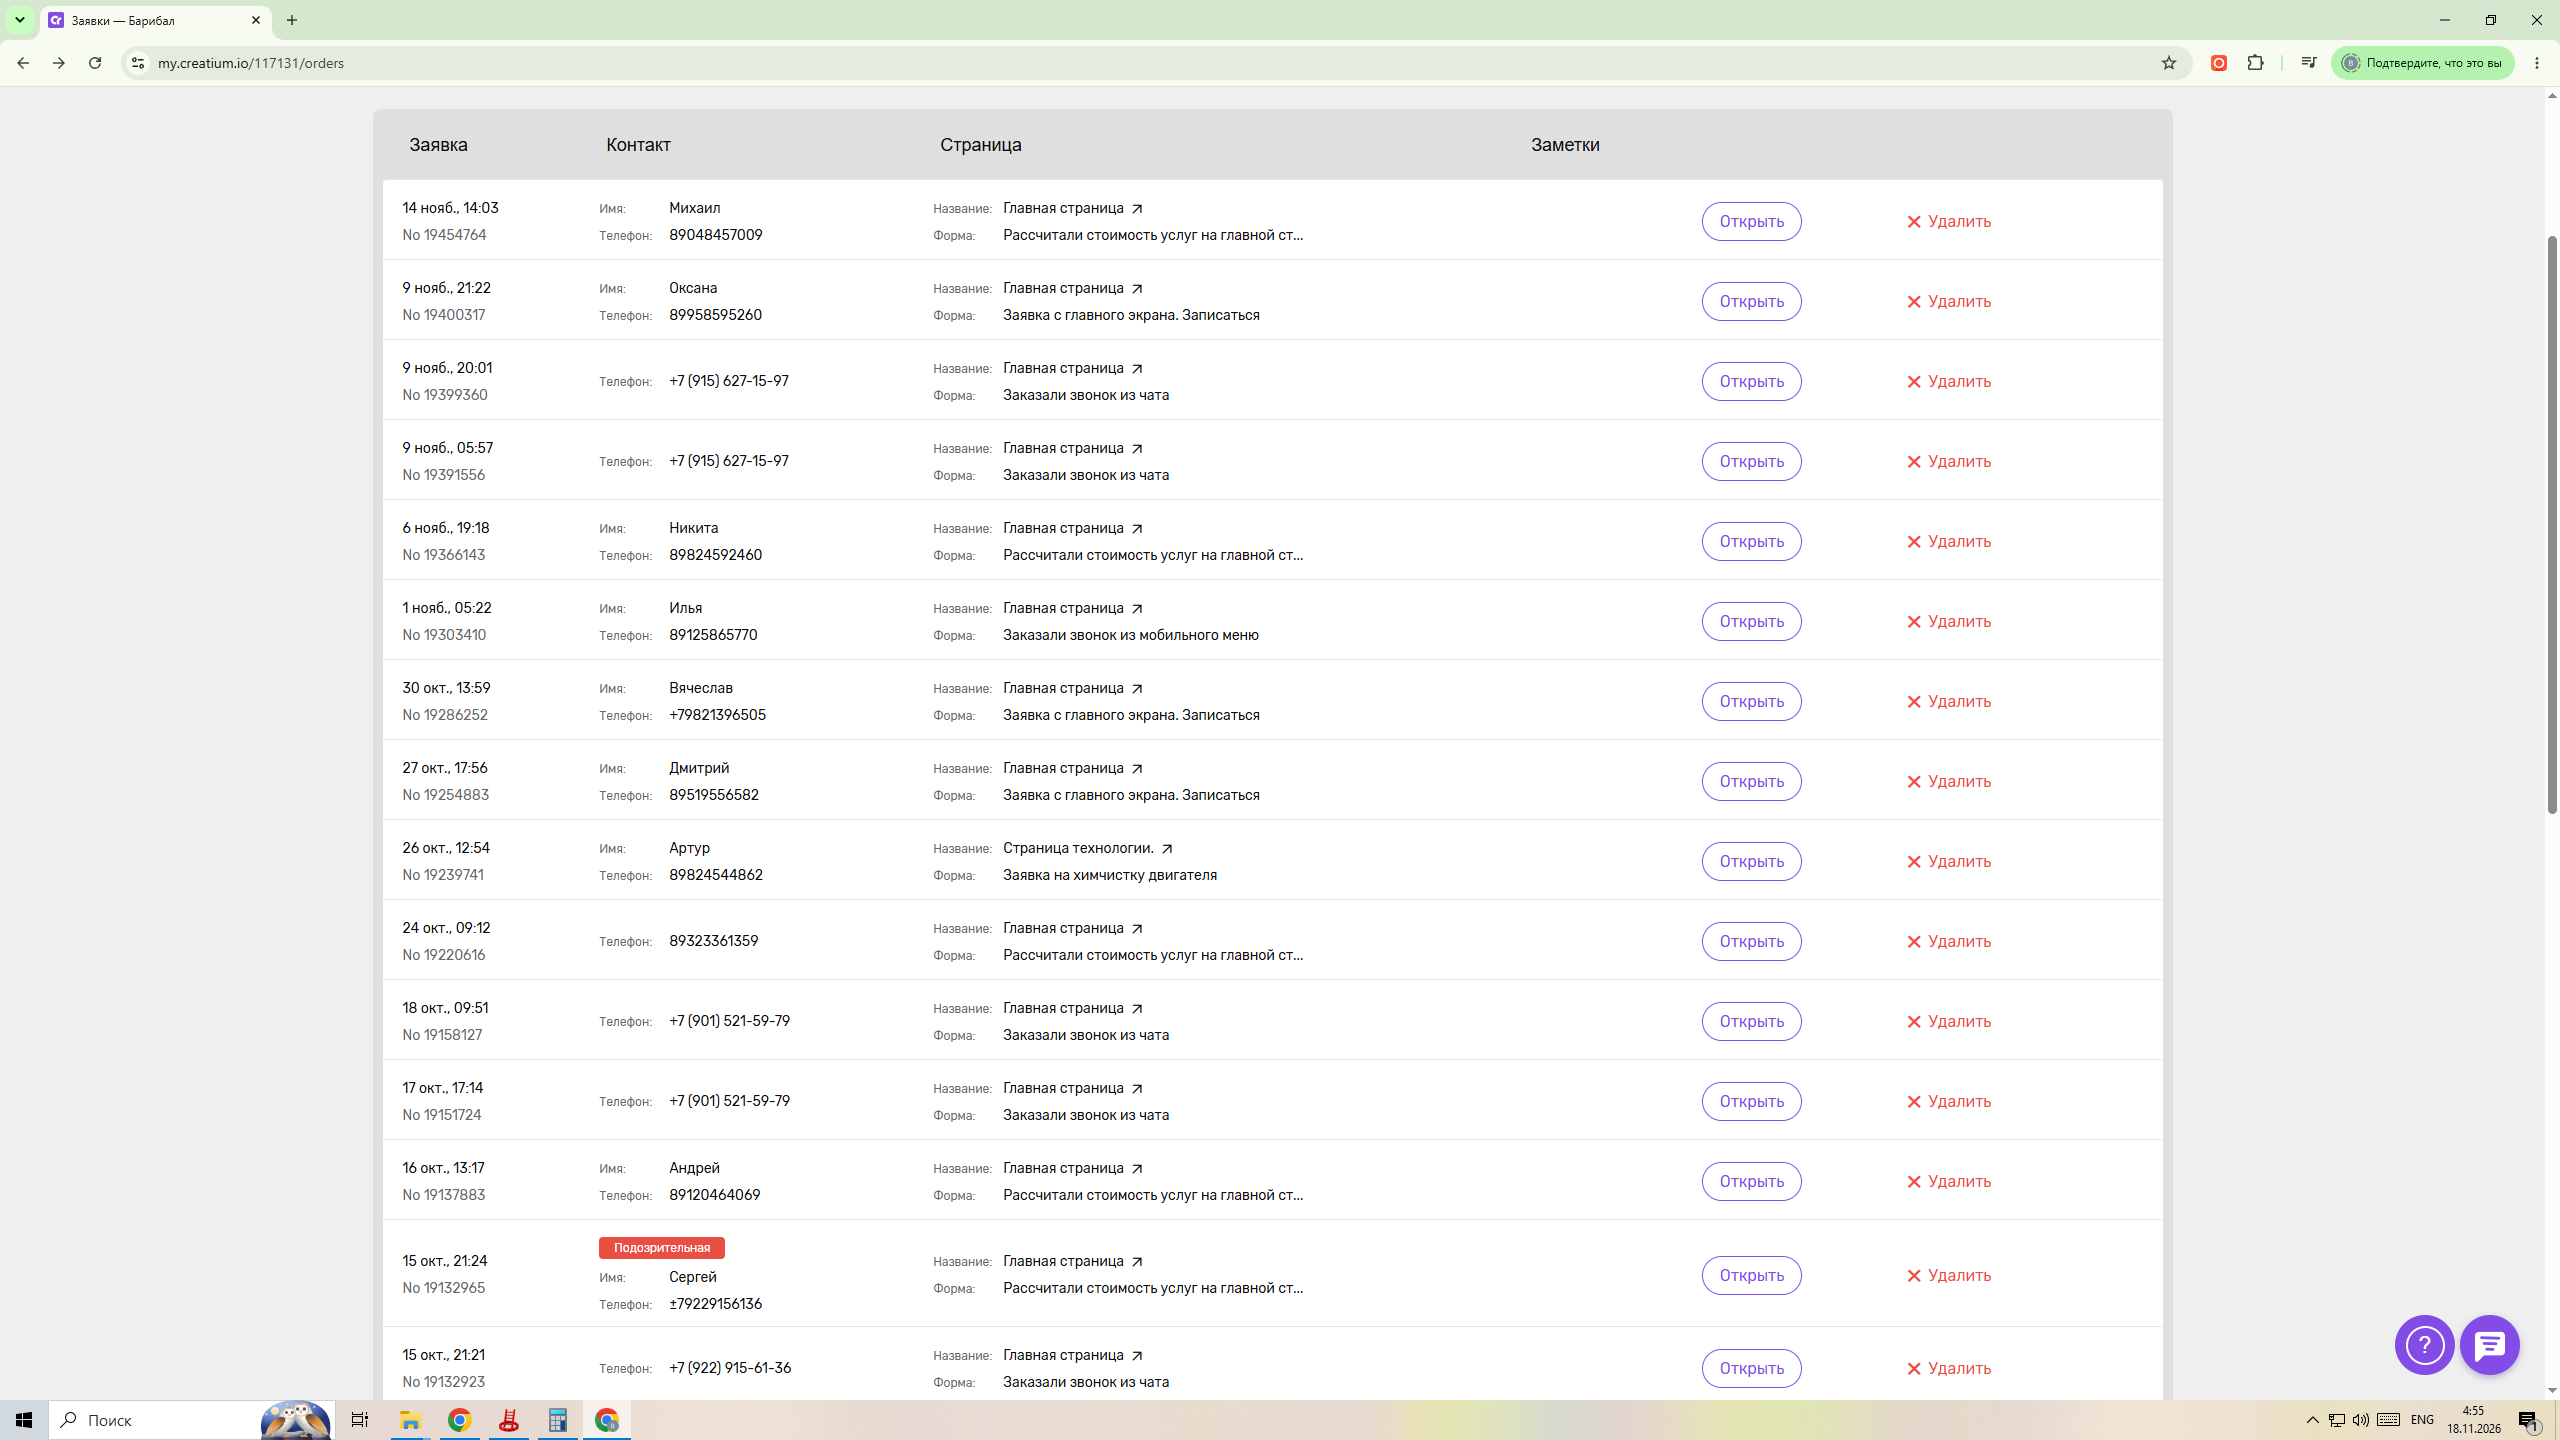 Заявки — Барибал
my.creatium.io/117131/orders
Подтвердите, что это вы
Заявка Контакт Страница Заметки
14 нояб., 14:03 Имя: Михаил Название: Главная страница
No 19454764 Телефон: 89048457009 Форма: Рассчитали стоимость услуг на главной ст... Открыть Удалить
9 нояб., 21:22 Имя: Оксана Название: Главная страница
No 19400317 Телефон: 89958595260 Форма: Заявка с главного экрана. Записаться Открыть Удалить
9 нояб., 20:01 Название: Главная страница
Телефон: +7 (915) 627-15-97 Открыть Удалить
No 19399360 Форма: Заказали звонок из чата
9 нояб., 05:57 Название: Главная страница
Телефон: +7 (915) 627-15-97 Открыть Удалить
No 19391556 Форма: Заказали звонок из чата
6 нояб., 19:18 Имя: Никита Название: Главная страница
No 19366143 Телефон: 89824592460 Форма: Рассчитали стоимость услуг на главной ст... Открыть Удалить
1 нояб., 05:22 Имя: Илья Название: Главная страница
No 19303410 Телефон: 89125865770 Форма: Заказали звонок из мобильного меню Открыть Удалить
30 окт., 13:59 Имя: Вячеслав Название: Главная страница
No 19286252 Телефон: +79821396505 Форма: Заявка с главного экрана. Записаться Открыть Удалить
27 окт., 17:56 Имя: Дмитрий Название: Главная страница
No 19254883 Телефон: 89519556582 Форма: Заявка с главного экрана. Записаться Открыть Удалить
26 окт., 12:54 Имя: Артур Название: Страница технологии.
No 19239741 Телефон: 89824544862 Форма: Заявка на химчистку двигателя Открыть Удалить
24 окт., 09:12 Название: Главная страница
Телефон: 89323361359 Открыть Удалить
No 19220616 Форма: Рассчитали стоимость услуг на главной ст...
18 окт., 09:51 Название: Главная страница
Телефон: +7 (901) 521-59-79 Открыть Удалить
No 19158127 Форма: Заказали звонок из чата
17 окт., 17:14 Название: Главная страница
Телефон: +7 (901) 521-59-79 Открыть Удалить
No 19151724 Форма: Заказали звонок из чата
16 окт., 13:17 Имя: Андрей Название: Главная страница
No 19137883 Телефон: 89120464069 Форма: Рассчитали стоимость услуг на главной ст... Открыть Удалить
Подозрительная
15 окт., 21:24 Имя: Сергей Название: Главная страница
No 19132965 Телефон: ±79229156136 Форма: Рассчитали стоимость услуг на главной ст... Открыть Удалить
15 окт., 21:21 Название: Главная страница
Телефон: +7 (922) 915-61-36 Открыть Удалить
No 19132923 Форма: Заказали звонок из чата
Поиск
ENG
4:55
18.11.2026
1